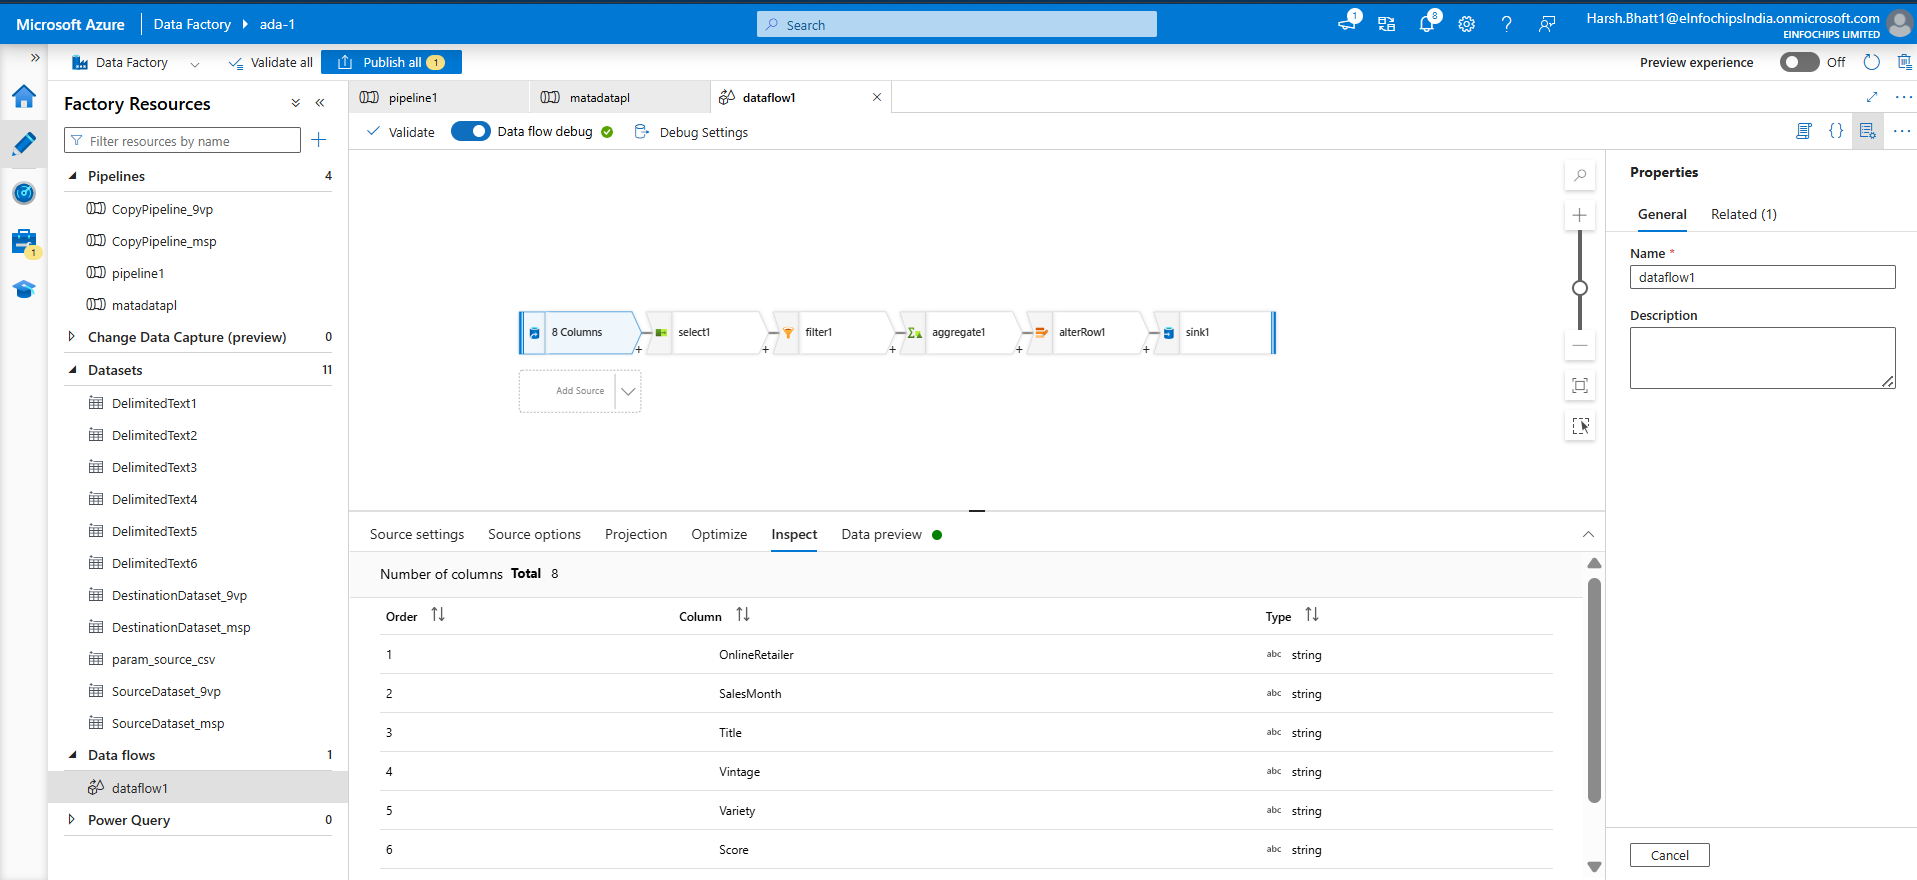 Microsoft Azure
Data Factory
ada-1
Search
1
8
Harsh.Bhatt1@eInfochipsIndia.onmicrosoft.com
EINFOCHIPS LIMITED
Data Factory
Validate all
Publish all 1
Preview experience
Off
Factory Resources
pipeline1
matadatapl
dataflow1
Filter resources by name
Validate
Data flow debug
Debug Settings
{}
1
Pipelines 4
CopyPipeline_9vp
CopyPipeline_msp
pipeline1
matadatapl
Change Data Capture (preview) 0
Datasets 11
DelimitedText1
DelimitedText2
DelimitedText3
DelimitedText4
DelimitedText5
DelimitedText6
DestinationDataset_9vp
DestinationDataset_msp
param_source_csv
SourceDataset_9vp
SourceDataset_msp
Data flows 1
dataflow1
Power Query 0
8 Columns
select1
filter1
aggregate1
alterRow1
sink1
Add Source
Source settings
Source options
Projection
Optimize
Inspect
Data preview
Number of columns Total 8
Order Column Type
1 OnlineRetailer abc string
2 SalesMonth abc string
3 Title abc string
4 Vintage abc string
5 Variety abc string
6 Score abc string
Properties
General
Related (1)
Name *
dataflow1
Description
Cancel